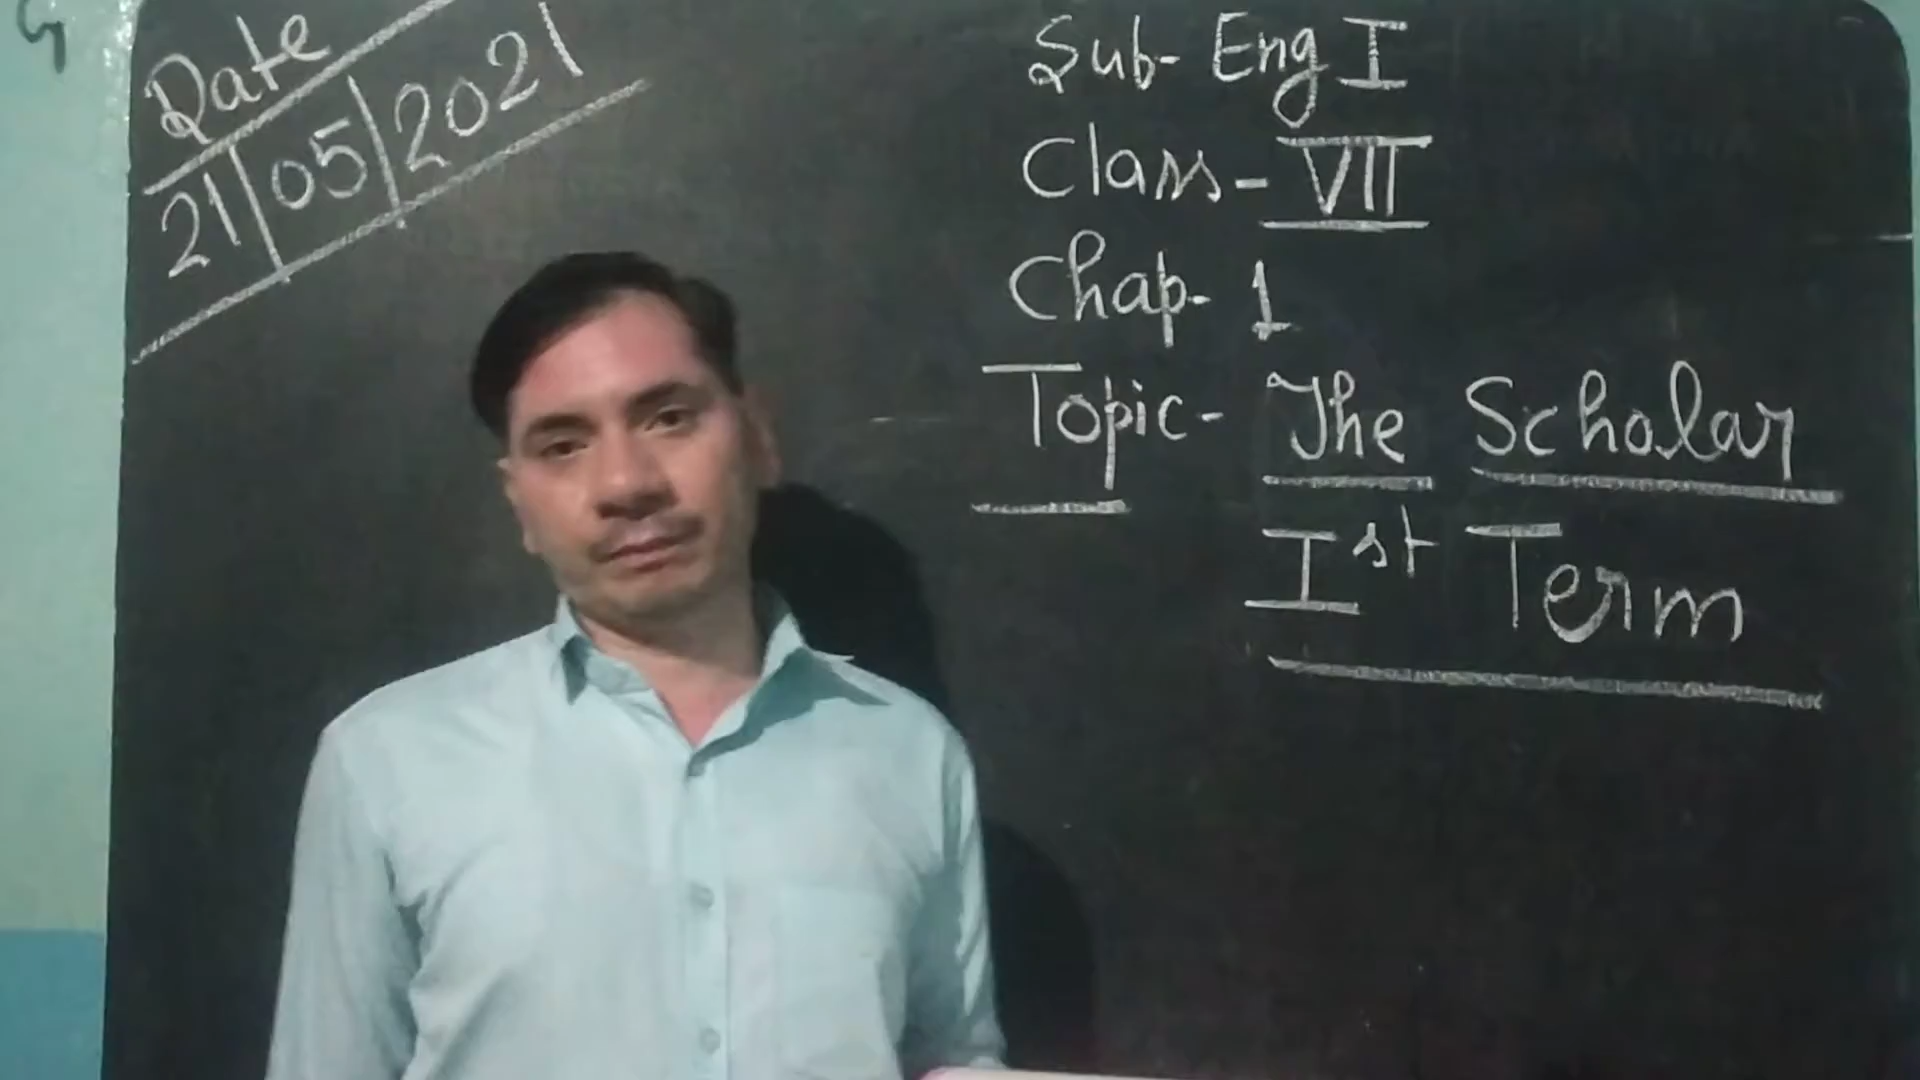 Date
21/05/2021
Sub- Eng I
Class- VII
Chap- 1
Topic- The Scholar
Ist Term